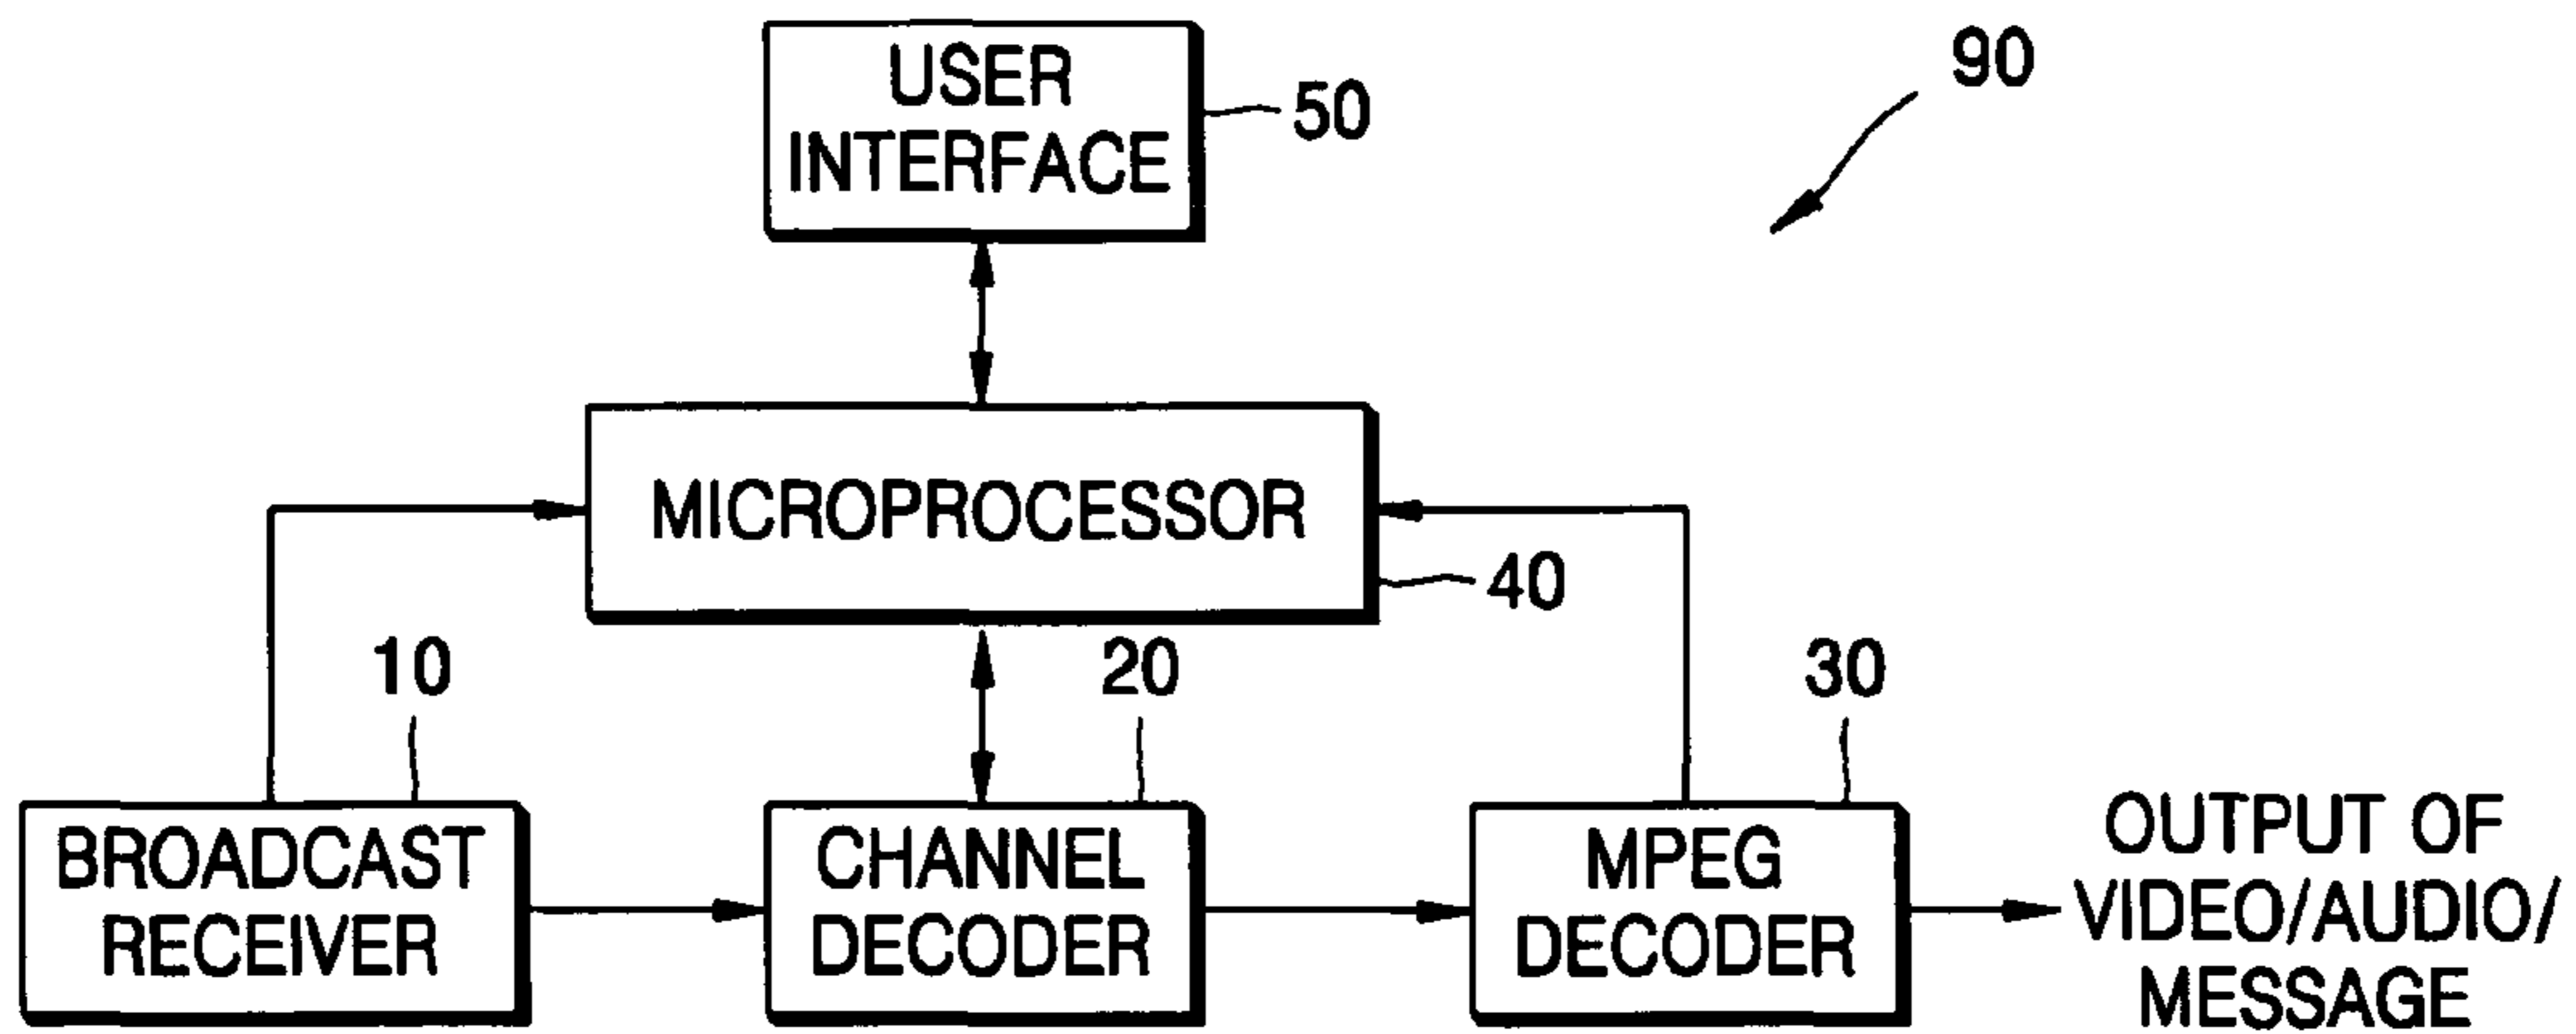 USER
INTERFACE
50
90
MICROPROCESSOR
40
10
20
30
BROADCAST
RECEIVER
CHANNEL
DECODER
MPEG
DECODER
OUTPUT OF
VIDEO/AUDIO/
MESSAGE